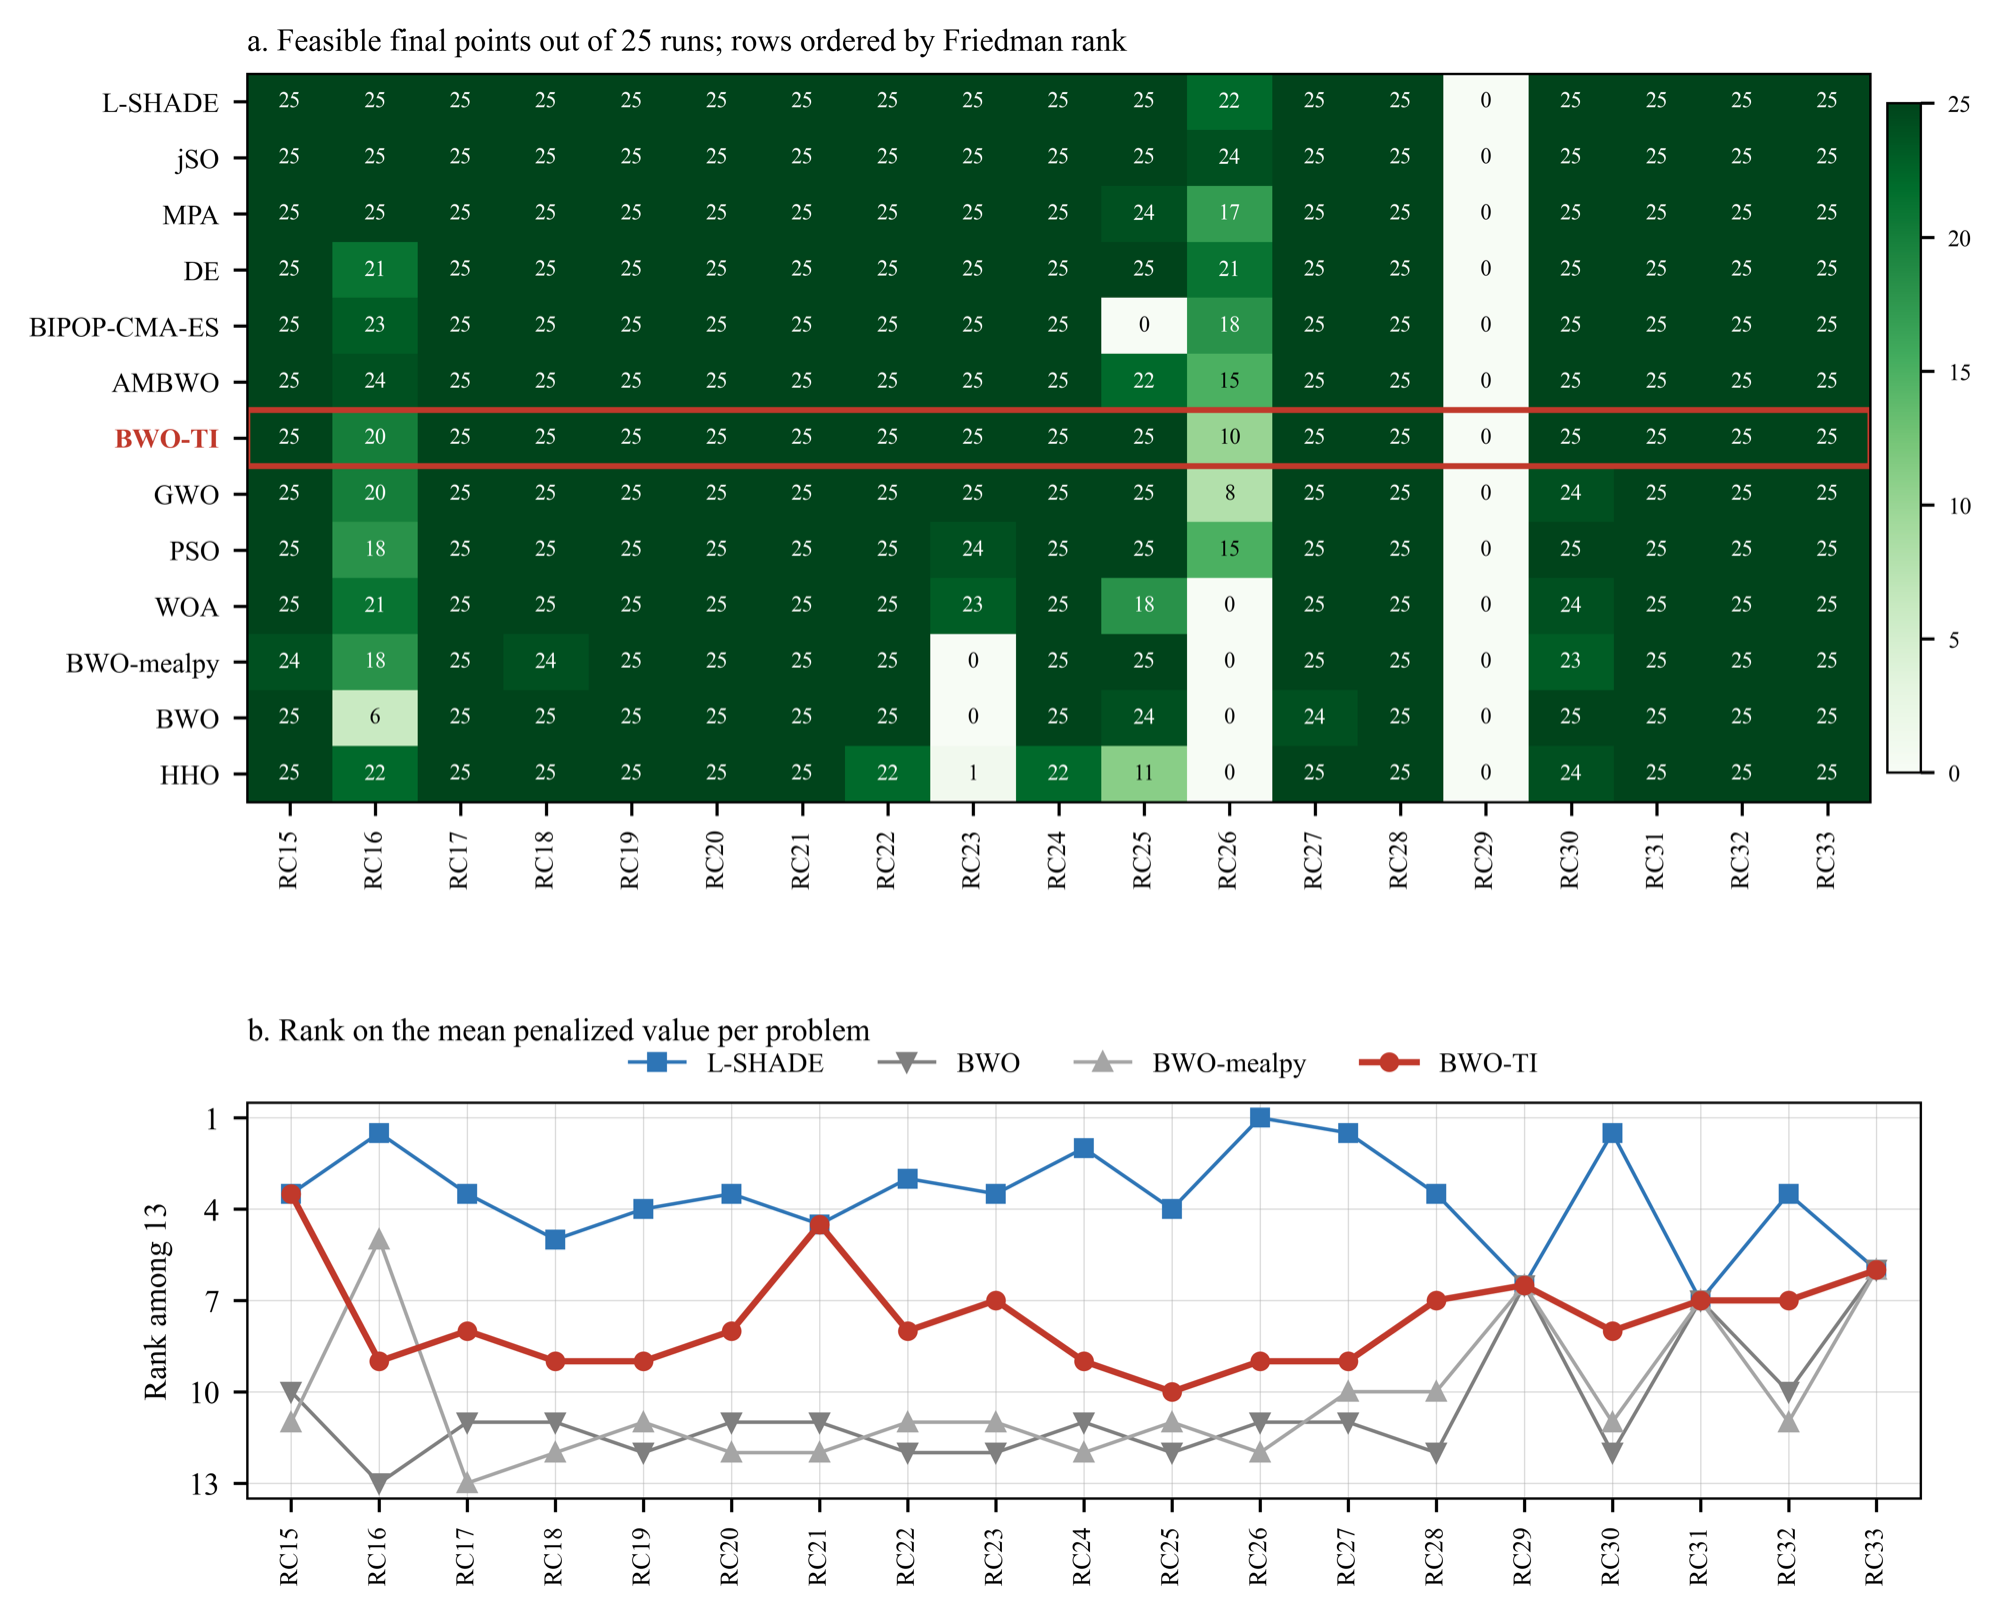 a. Feasible final points out of 25 runs; rows ordered by Friedman rank
L-SHADE 25 25 25 25 25 25 25 25 25 25 25 22 25 25 0 25 25 25 25
jSO 25 25 25 25 25 25 25 25 25 25 25 24 25 25 0 25 25 25 25
MPA 25 25 25 25 25 25 25 25 25 25 24 17 25 25 0 25 25 25 25
DE 25 21 25 25 25 25 25 25 25 25 25 21 25 25 0 25 25 25 25
BIPOP-CMA-ES 25 23 25 25 25 25 25 25 25 25 0 18 25 25 0 25 25 25 25
AMBWO 25 24 25 25 25 25 25 25 25 25 22 15 25 25 0 25 25 25 25
BWO-TI 25 20 25 25 25 25 25 25 25 25 25 10 25 25 0 25 25 25 25
GWO 25 20 25 25 25 25 25 25 25 25 25 8 25 25 0 24 25 25 25
PSO 25 18 25 25 25 25 25 25 24 25 25 15 25 25 0 25 25 25 25
WOA 25 21 25 25 25 25 25 25 23 25 18 0 25 25 0 24 25 25 25
BWO-mealpy 24 18 25 24 25 25 25 25 0 25 25 0 25 25 0 23 25 25 25
BWO 25 6 25 25 25 25 25 25 0 25 24 0 24 25 0 25 25 25 25
HHO 25 22 25 25 25 25 25 22 1 22 11 0 25 25 0 24 25 25 25
RC15 RC16 RC17 RC18 RC19 RC20 RC21 RC22 RC23 RC24 RC25 RC26 RC27 RC28 RC29 RC30 RC31 RC32 RC33
25
20
15
10
5
0
b. Rank on the mean penalized value per problem
L-SHADE BWO BWO-mealpy BWO-TI
Rank among 13
1
4
7
10
13
RC15 RC16 RC17 RC18 RC19 RC20 RC21 RC22 RC23 RC24 RC25 RC26 RC27 RC28 RC29 RC30 RC31 RC32 RC33